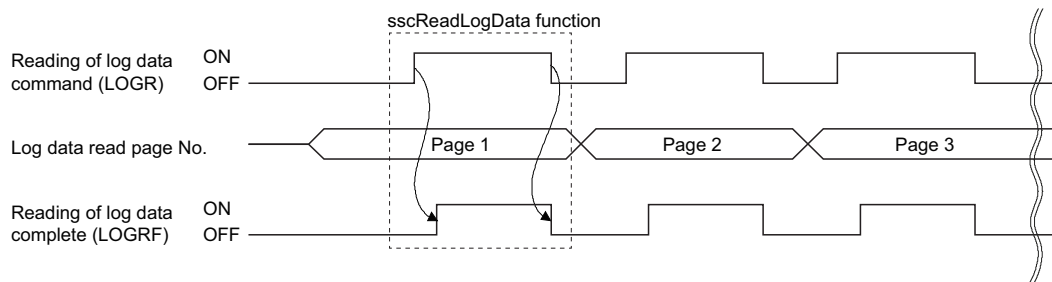 sscReadLogData function
Reading of log data
command (LOGR)
ON
OFF
Log data read page No.
Page 1
Page 2
Page 3
Reading of log data
complete (LOGRF)
ON
OFF